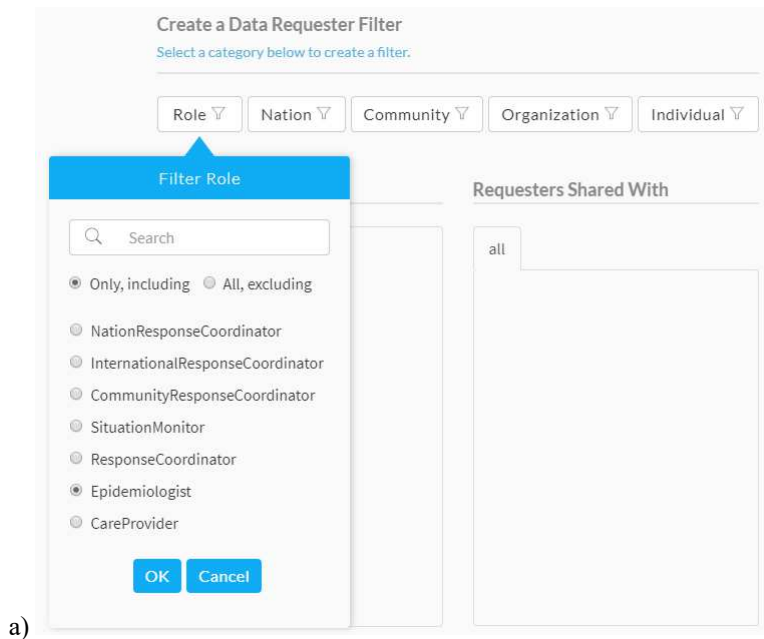 Create a Data Requester Filter
Select a category below to create a filter.
Role Nation Community Organization Individual
Filter Role
Requesters Shared With
Search
all
Only, including All, excluding
NationResponseCoordinator
InternationalResponseCoordinator
CommunityResponseCoordinator
SituationMonitor
ResponseCoordinator
Epidemiologist
CareProvider
OK Cancel
a)